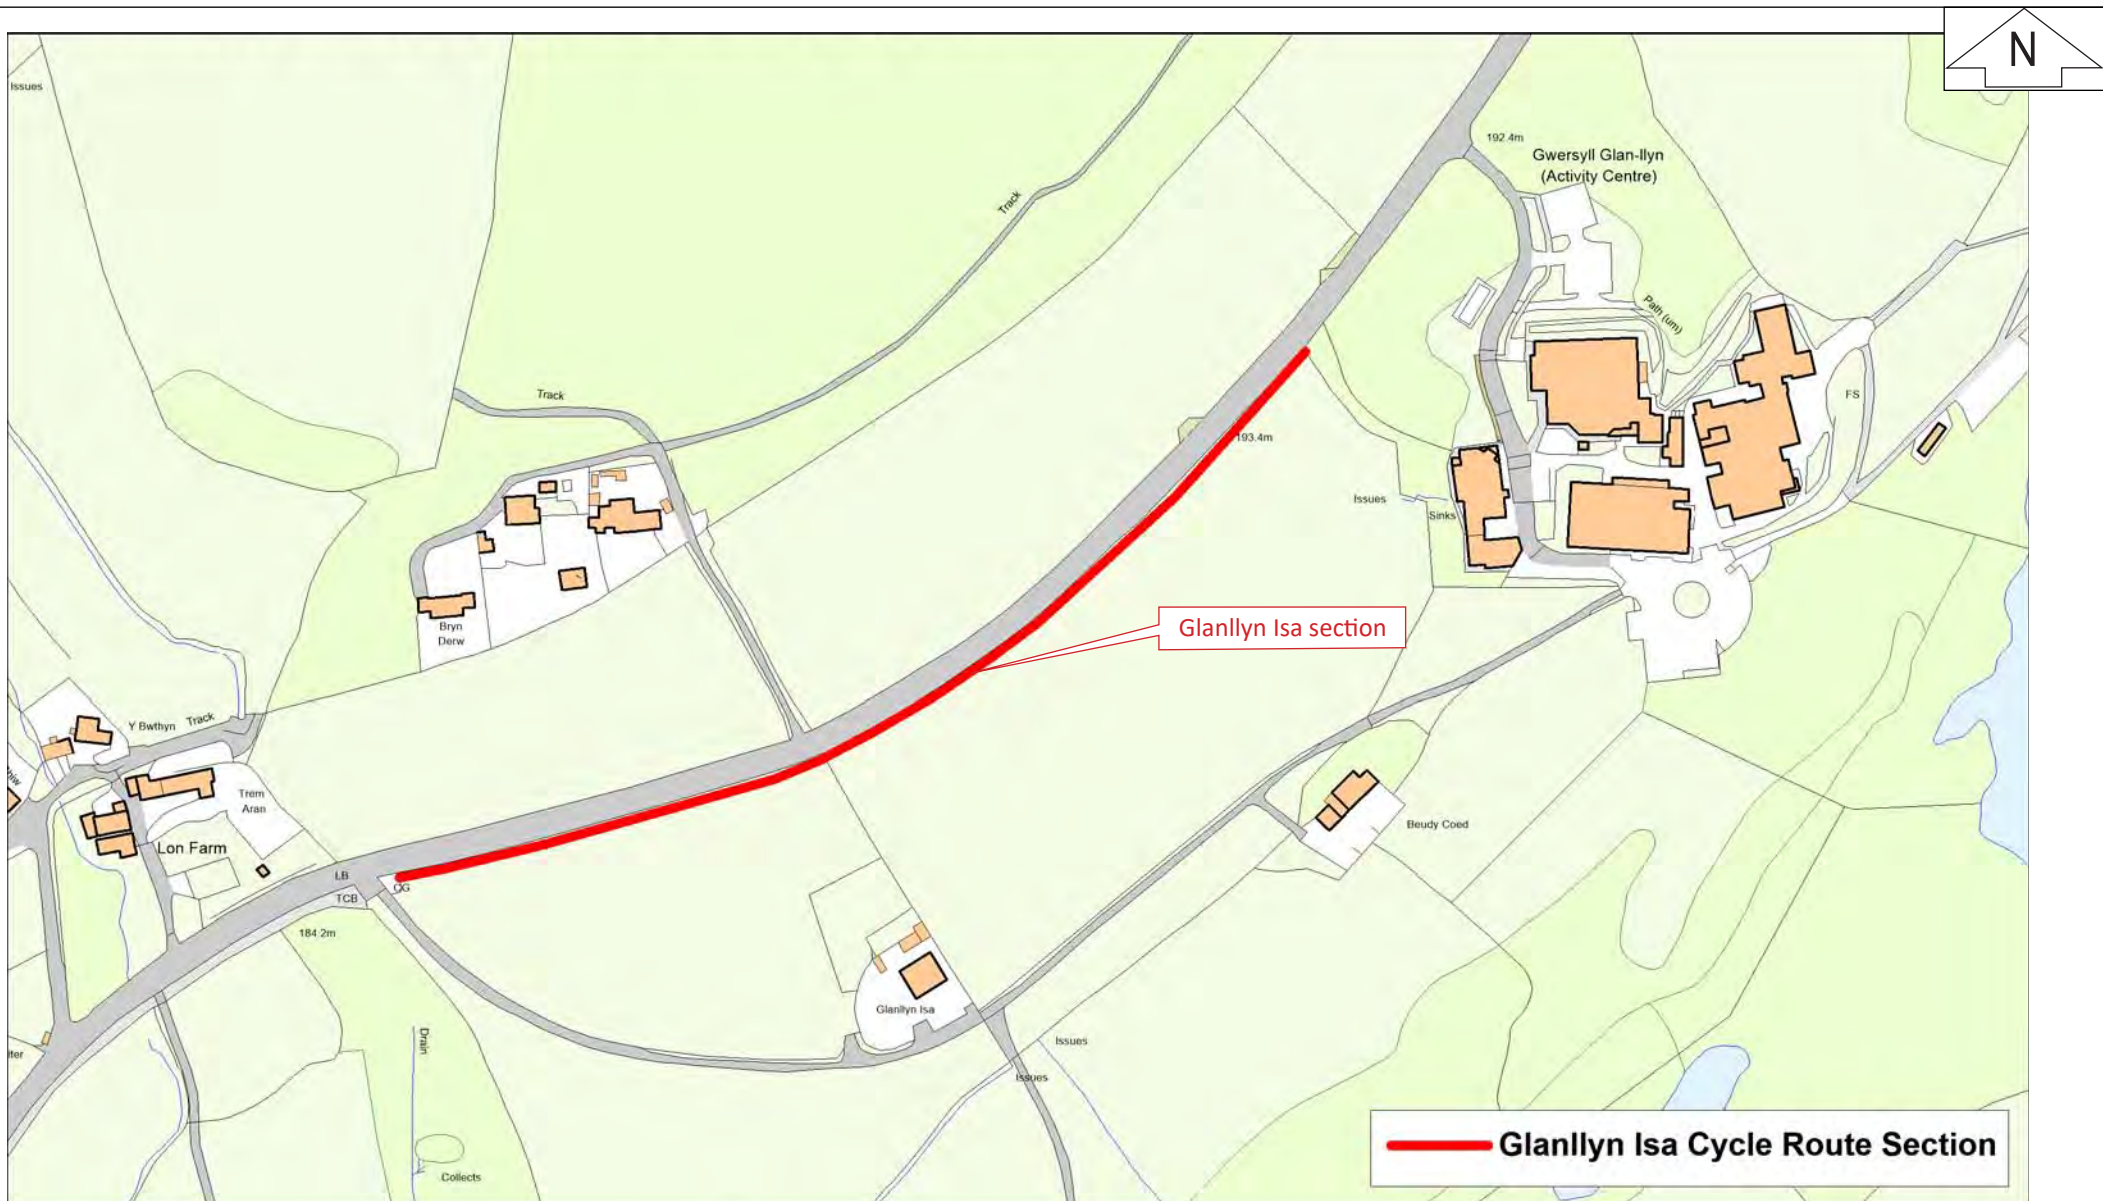 N
Issues
192.4m
Gwersyll Glan-llyn
(Activity Centre)
Track
Path (um)
Track
FS
193.4m
Issues
Sinks
Bryn
Derw
Glanllyn Isa section
Y Bwthyn
Track
Trem
Aran
Beudy Coed
Lon Farm
LB
CG
TCB
184.2m
Glanllyn Isa
Drain
Issues
Issues
Collects
Glanllyn Isa Cycle Route Section